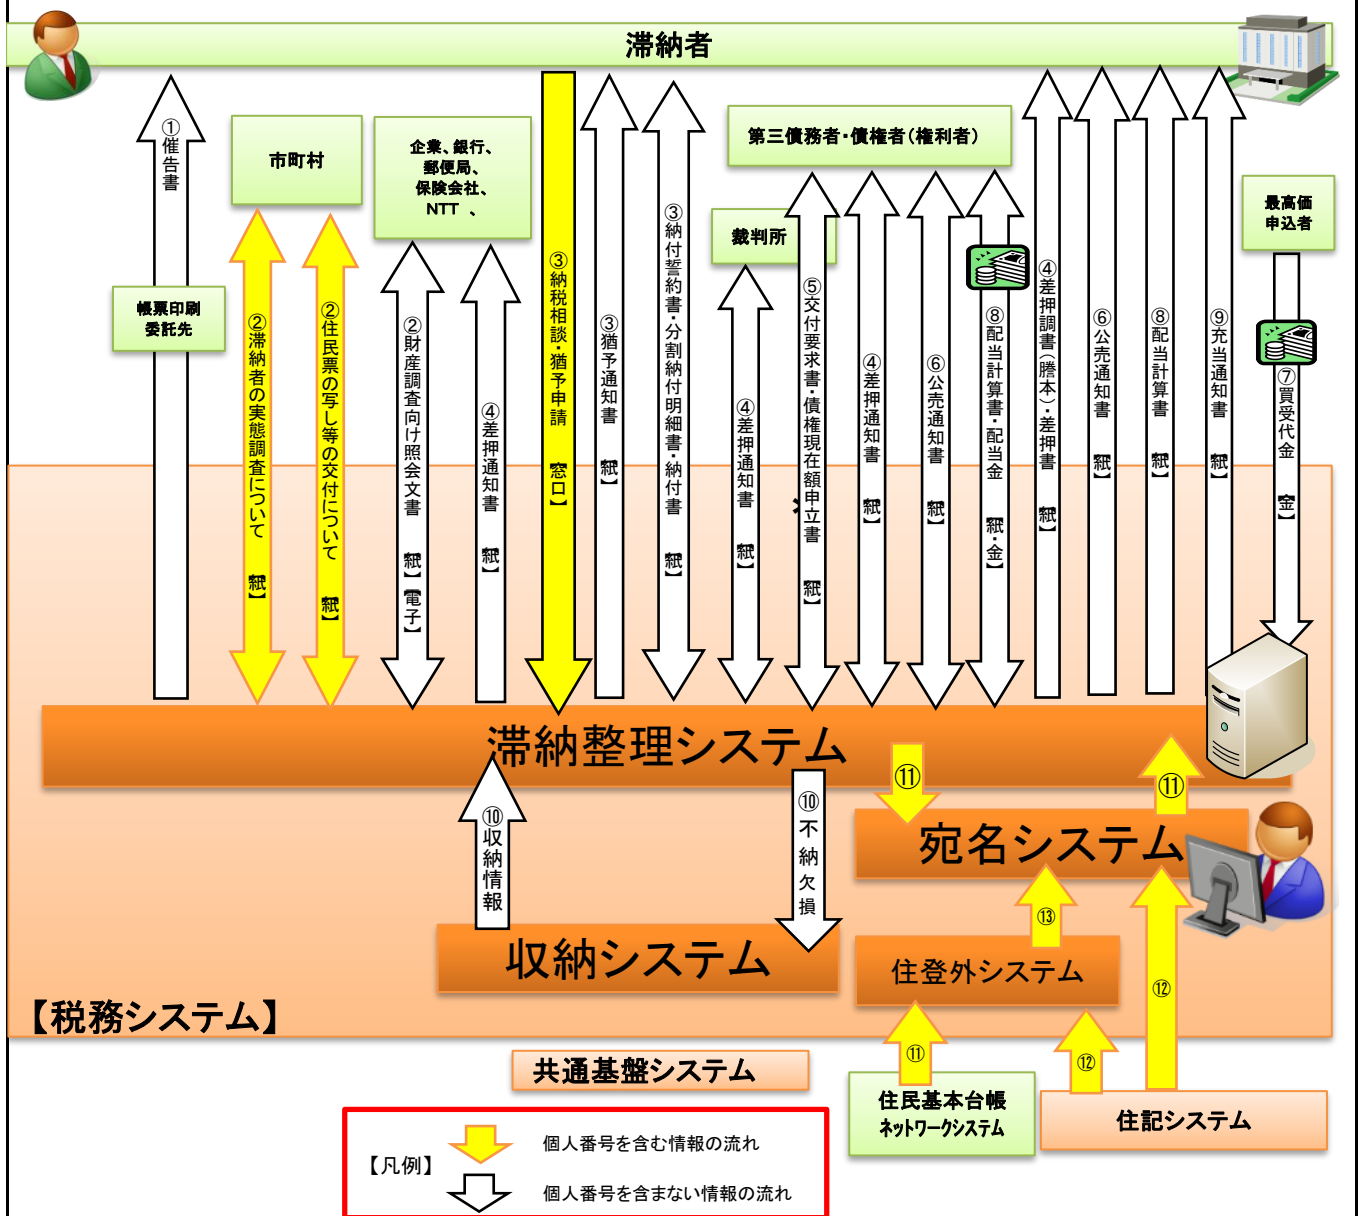 滞納者
①催告書
帳票印刷
委託先
市町村
②滞納者の実態調査について 【紙】
②住民票の写し等の交付について 【紙】
企業、銀行、
郵便局、
保険会社、
NTT 、
②財産調査向け照会文書 【紙】【電子】
④差押通知書 【紙】
③納税相談・猶予申請 【窓口】
③猶予通知書 【紙】
③納付誓約書・分割納付明細書・納付書 【紙】
裁判所
④差押通知書 【紙】
第三債務者・債権者(権利者)
⑤交付要求書・債権現在額申立書 【紙】
④差押通知書 【紙】
⑥公売通知書 【紙】
⑧配当計算書・配当金 【紙・金】
④差押調書(謄本)・差押書 【紙】
⑥公売通知書 【紙】
⑧配当計算書 【紙】
⑨充当通知書 【紙】
最高価
申込者
⑦買受代金 【金】
滞納整理システム
⑪
⑪
⑩収納情報
⑩不納欠損
宛名システム
⑬
収納システム
住登外システム
⑫
【税務システム】
⑪
⑫
共通基盤システム
住民基本台帳
ネットワークシステム
住記システム
【凡例】
個人番号を含む情報の流れ
個人番号を含まない情報の流れ